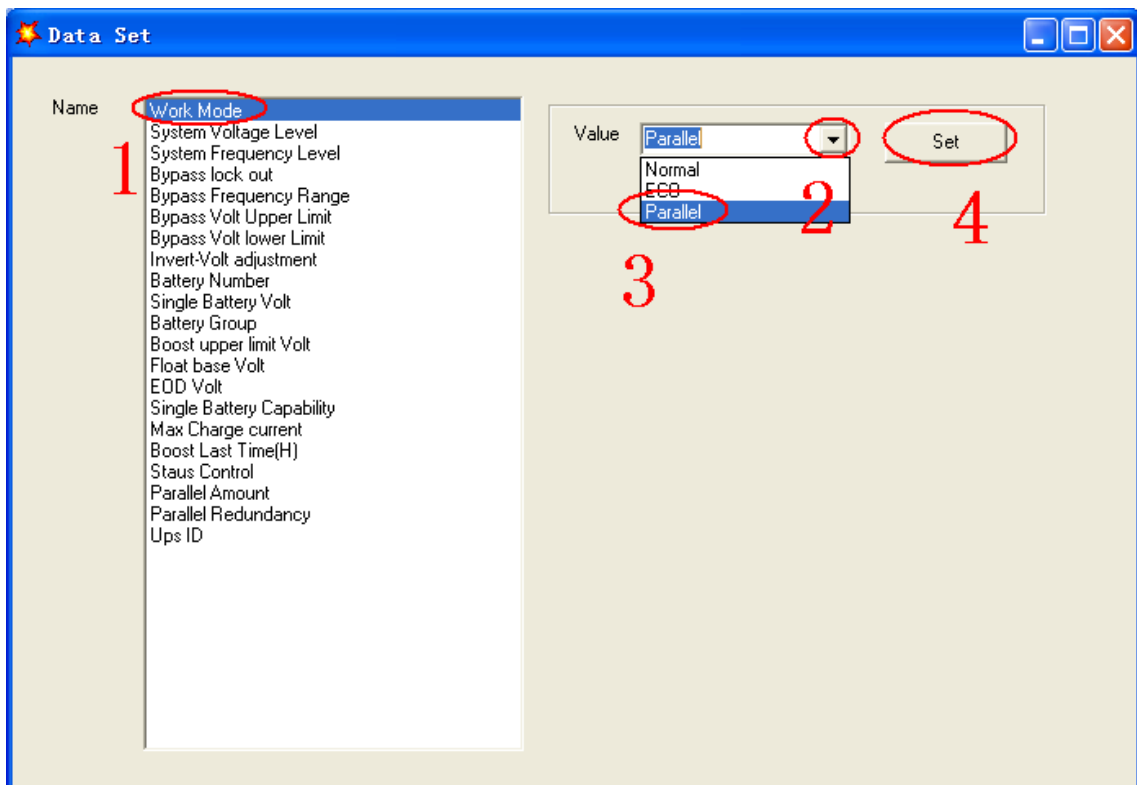 Data Set
Name
Work Mode
System Voltage Level
System Frequency Level
Bypass lock out
Bypass Frequency Range
Bypass Volt Upper Limit
Bypass Volt lower Limit
Invert-Volt adjustment
Battery Number
Single Battery Volt
Battery Group
Boost upper limit Volt
Float base Volt
EOD Volt
Single Battery Capability
Max Charge current
Boost Last Time(H)
Staus Control
Parallel Amount
Parallel Redundancy
Ups ID
1
Value
Parallel
Set
Normal
ECO
Parallel
2
4
3